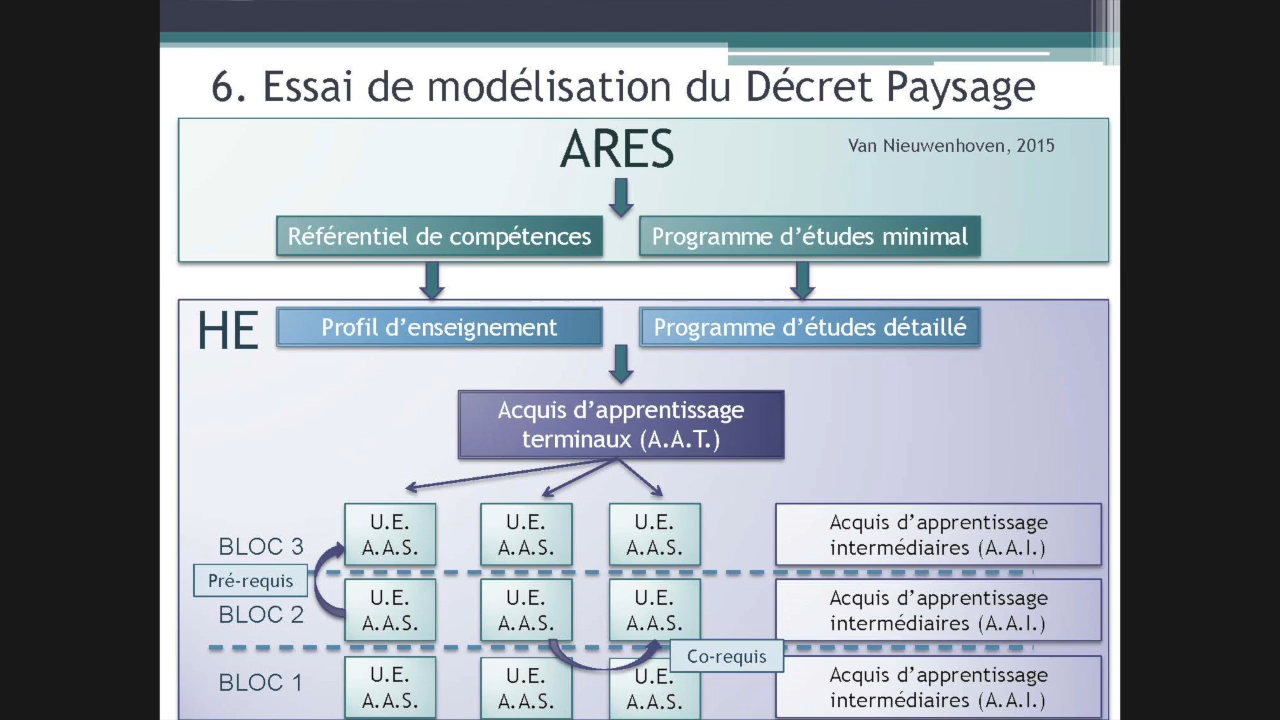 6. Essai de modélisation du Décret Paysage
ARES
Van Nieuwenhoven, 2015
Référentiel de compétences
Programme d'études minimal
HE
Profil d'enseignement
Programme d'études détaillé
Acquis d'apprentissage
terminaux (A.A.T.)
BLOC 3
U.E.
A.A.S.
U.E.
A.A.S.
U.E.
A.A.S.
Acquis d'apprentissage
intermédiaires (A.A.I.)
Pré-requis
BLOC 2
U.E.
A.A.S.
U.E.
A.A.S.
U.E.
A.A.S.
Acquis d'apprentissage
intermédiaires (A.A.I.)
Co-requis
BLOC 1
U.E.
A.A.S.
U.E.
A.A.S.
U.E.
A.A.S.
Acquis d'apprentissage
intermédiaires (A.A.I.)